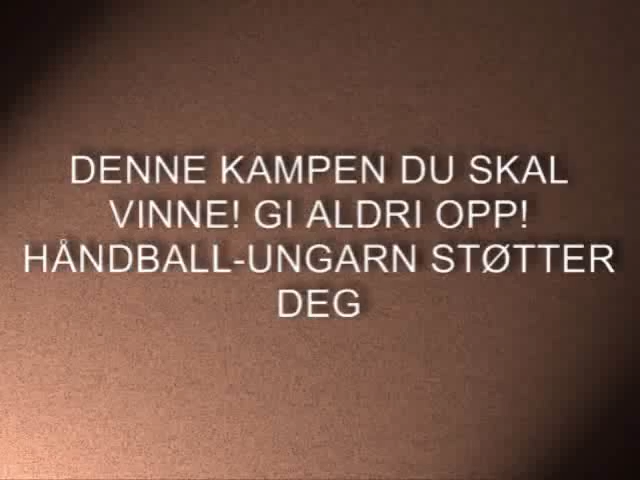 DENNE KAMPEN DU SKAL
VINNE! GI ALDRI OPP!
HÅNDBALL-UNGARN STØTTER
DEG